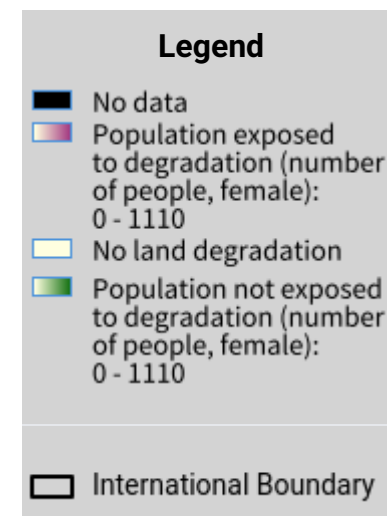 Legend
No data
Population exposed
to degradation (number
of people, female):
0 - 1110
No land degradation
Population not exposed
to degradation (number
of people, female):
0 - 1110
International Boundary